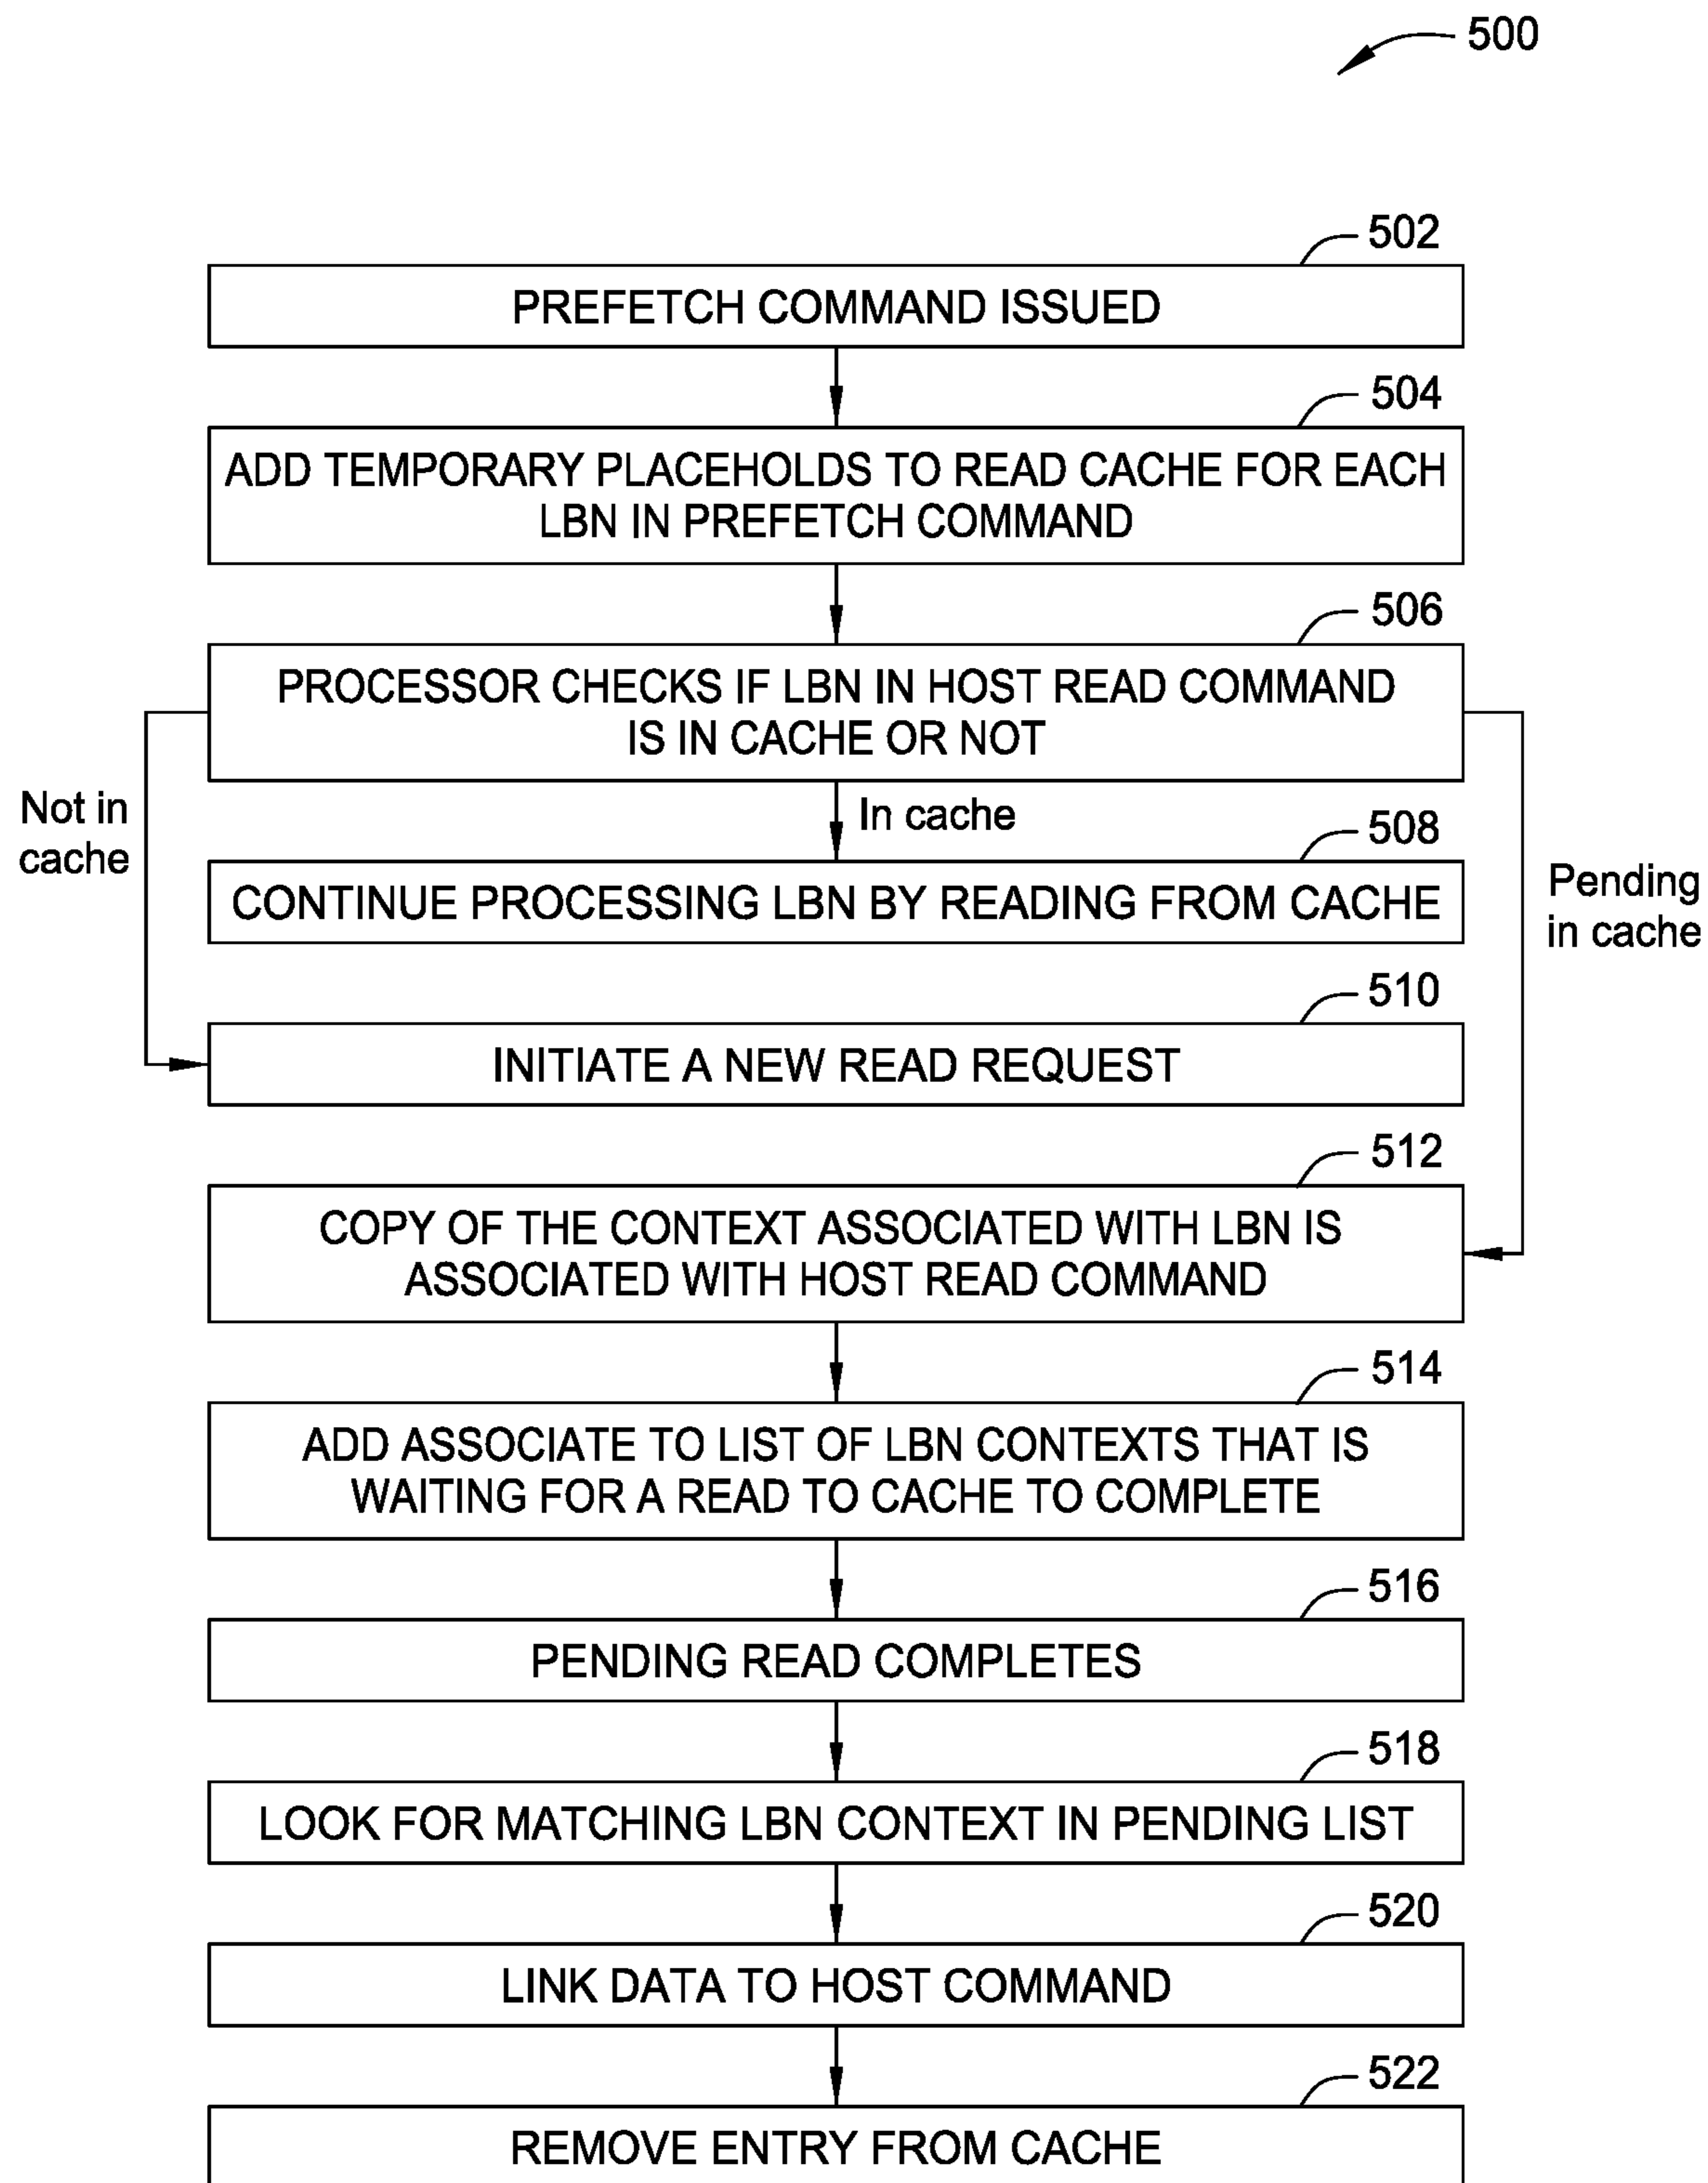 500
502
PREFETCH COMMAND ISSUED
504
ADD TEMPORARY PLACEHOLDS TO READ CACHE FOR EACH
LBN IN PREFETCH COMMAND
506
PROCESSOR CHECKS IF LBN IN HOST READ COMMAND
IS IN CACHE OR NOT
Not in
cache
In cache
508
CONTINUE PROCESSING LBN BY READING FROM CACHE
Pending
in cache
510
INITIATE A NEW READ REQUEST
512
COPY OF THE CONTEXT ASSOCIATED WITH LBN IS
ASSOCIATED WITH HOST READ COMMAND
514
ADD ASSOCIATE TO LIST OF LBN CONTEXTS THAT IS
WAITING FOR A READ TO CACHE TO COMPLETE
516
PENDING READ COMPLETES
518
LOOK FOR MATCHING LBN CONTEXT IN PENDING LIST
520
LINK DATA TO HOST COMMAND
522
REMOVE ENTRY FROM CACHE